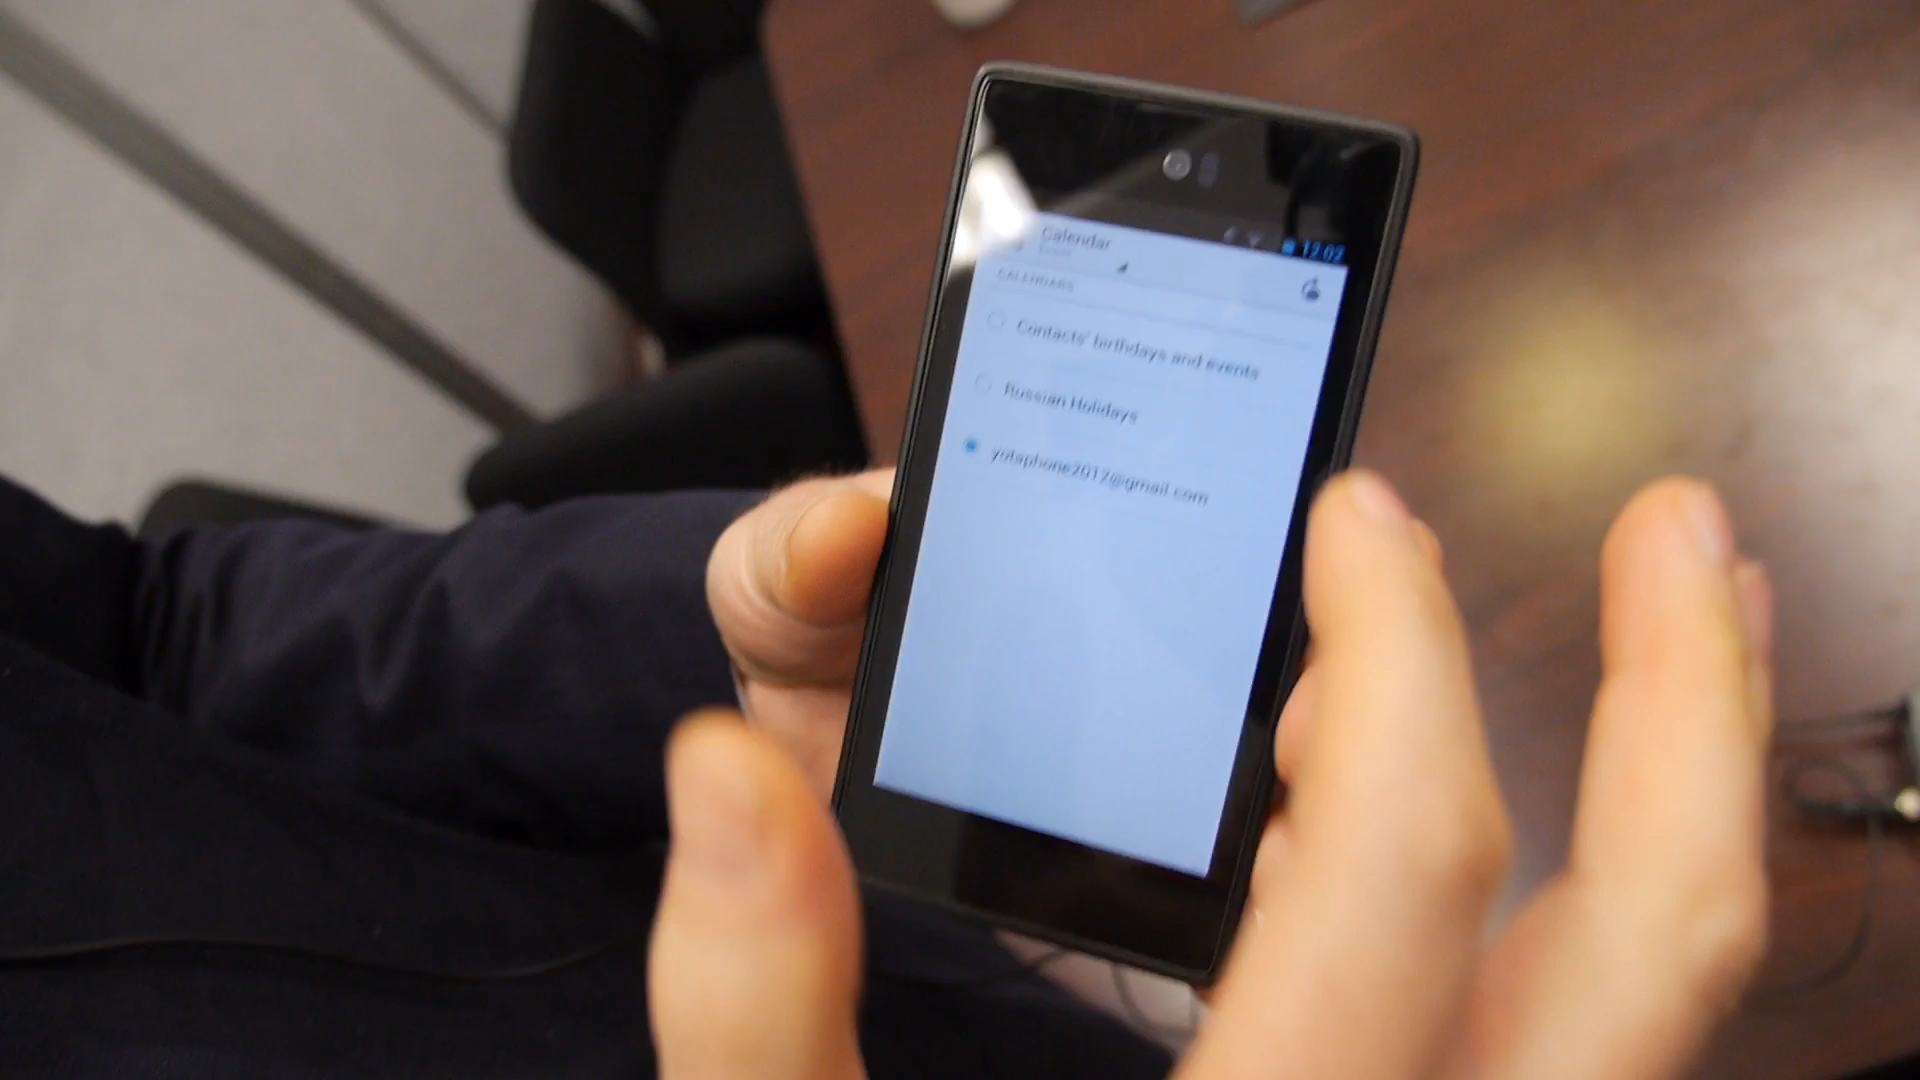 12:02
Calendar
CALENDARS
Contacts' birthdays and events
Russian Holidays
yotaphone2012@gmail.com